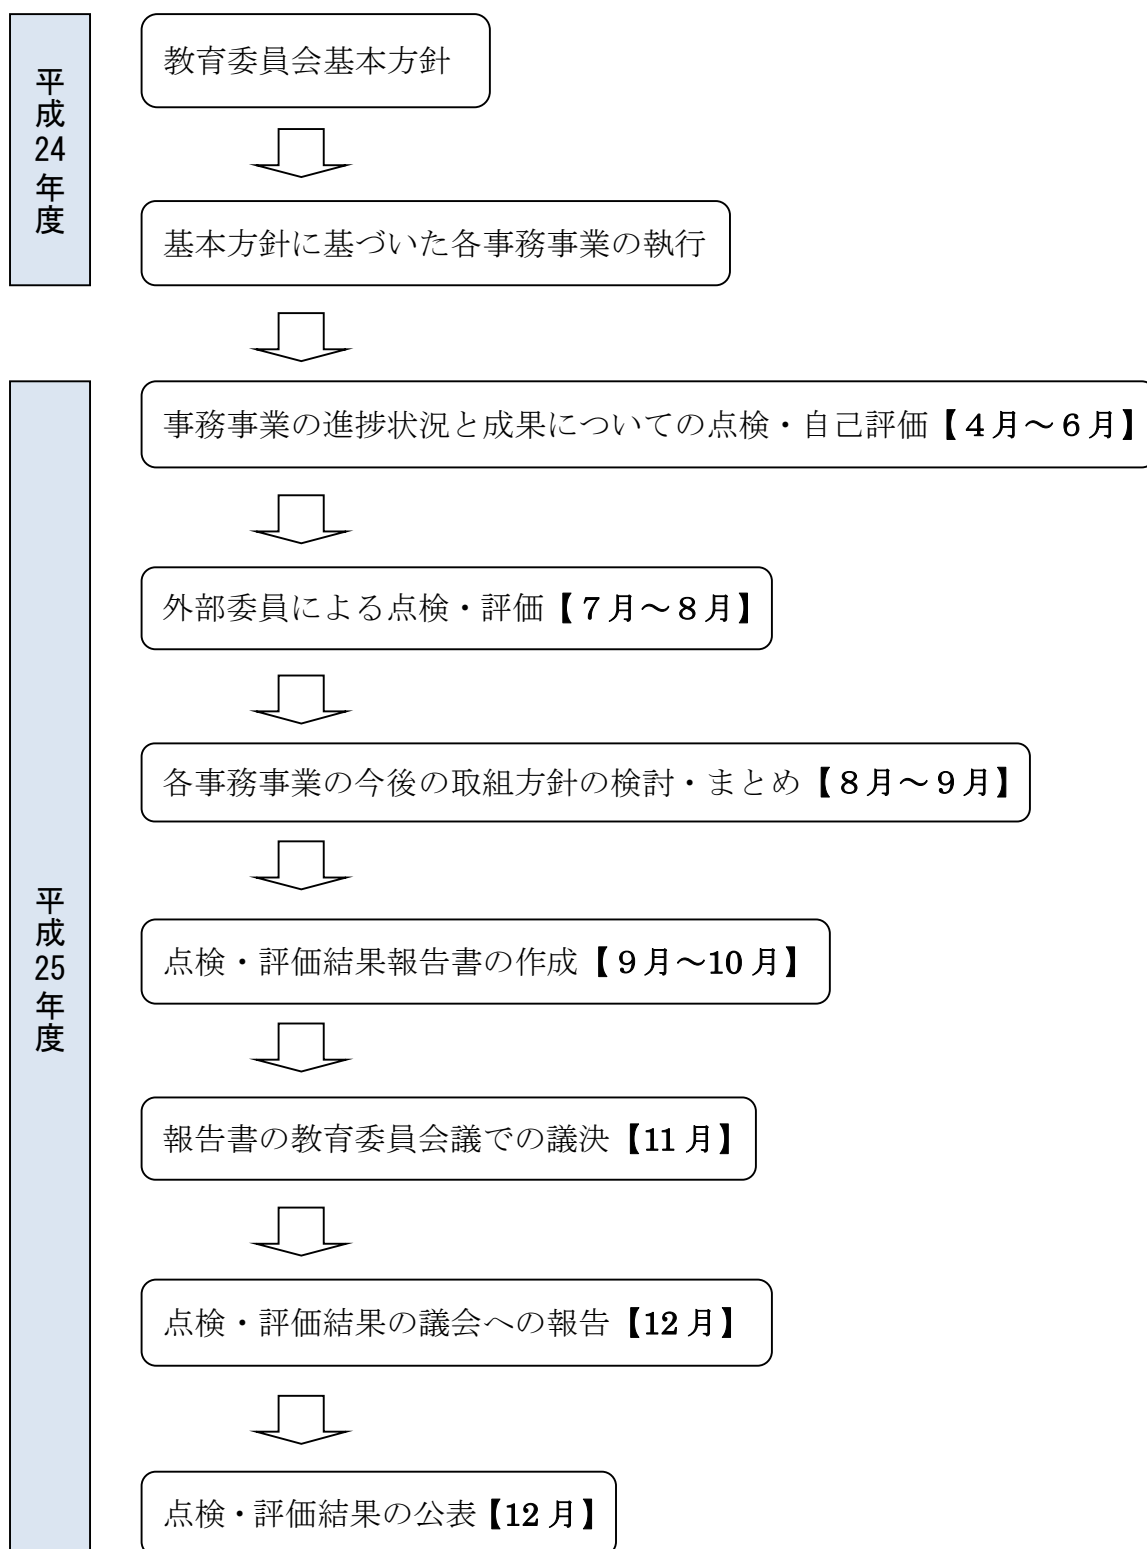 平成24年度
教育委員会基本方針
基本方針に基づいた各事務事業の執行
平成25年度
事務事業の進捗状況と成果についての点検・自己評価【４月～６月】
外部委員による点検・評価【７月～８月】
各事務事業の今後の取組方針の検討・まとめ【８月～９月】
点検・評価結果報告書の作成【９月～10月】
報告書の教育委員会議での議決【11月】
点検・評価結果の議会への報告【12月】
点検・評価結果の公表【12月】